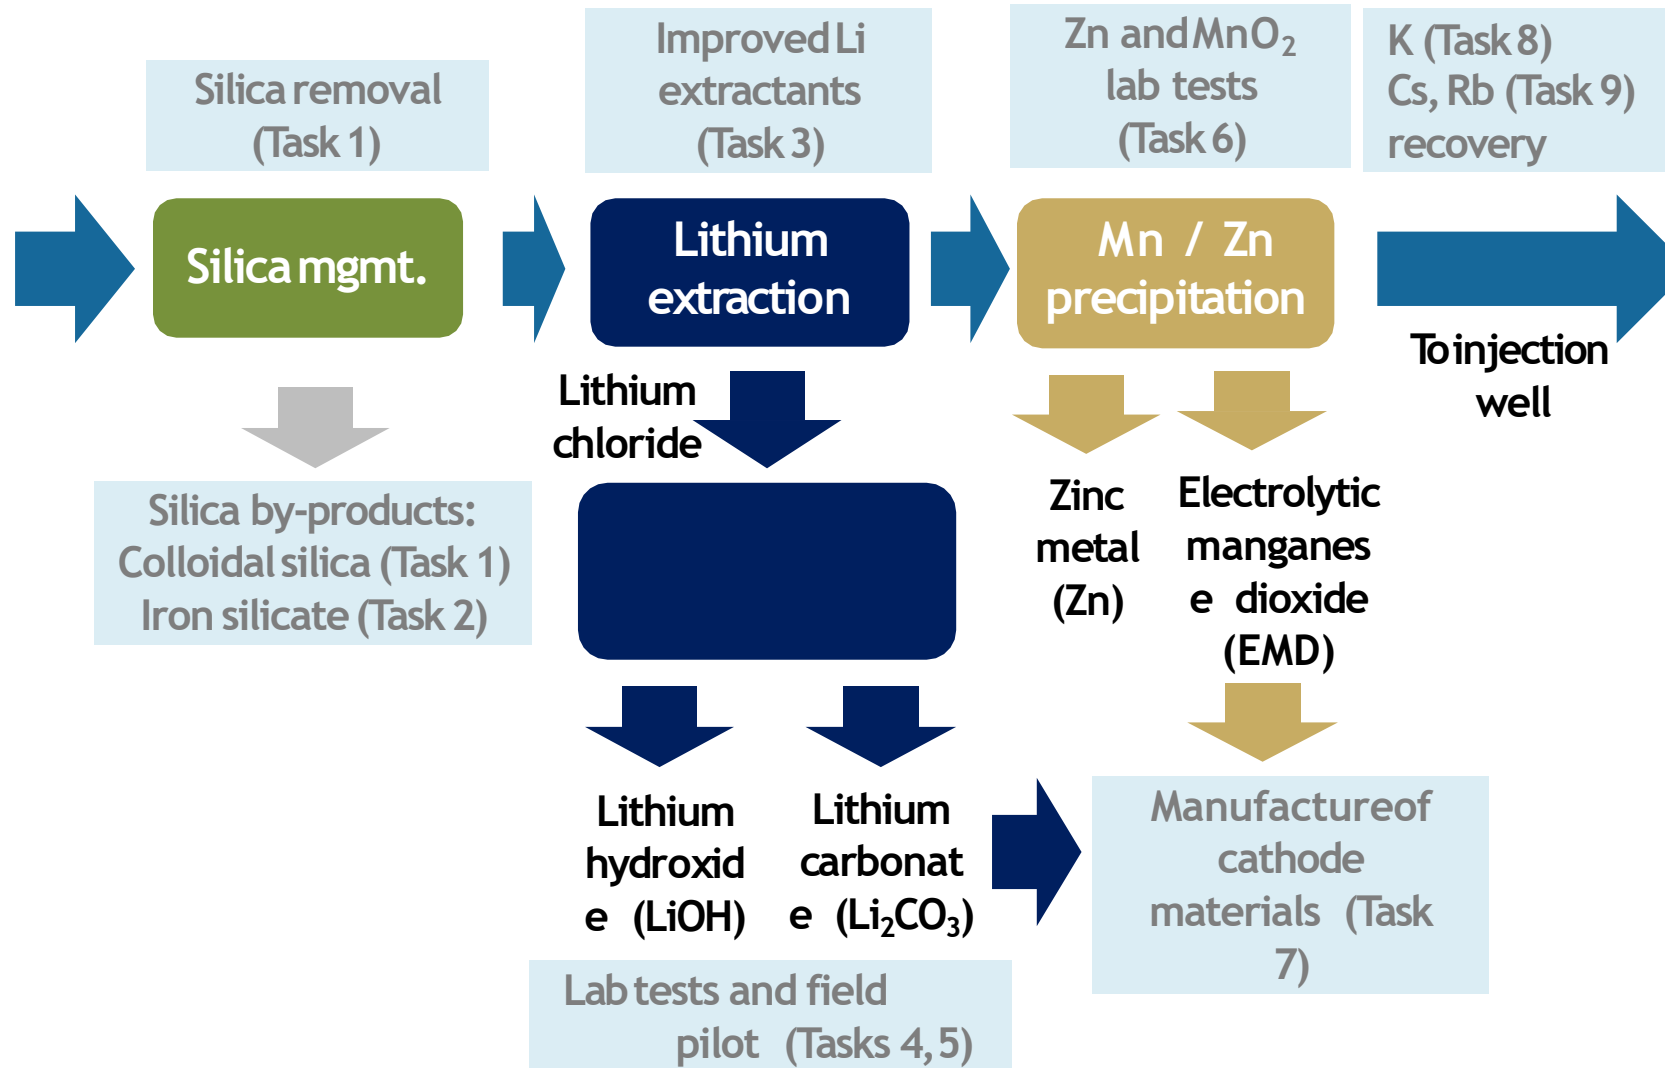 Silica removal
(Task 1)
Improved Li
extractants
(Task 3)
Zn and MnO₂
lab tests
(Task 6)
K (Task 8)
Cs, Rb (Task 9)
recovery
Silica mgmt.
Lithium
extraction
Mn / Zn
precipitation
To injection
well
Lithium
chloride
Silica by-products:
Colloidal silica (Task 1)
Iron silicate (Task 2)
Zinc
metal
(Zn)
Electrolytic
manganes
e dioxide
(EMD)
Lithium
hydroxid
e (LiOH)
Lithium
carbonat
e (Li₂CO₃)
Manufacture of
cathode
materials (Task
7)
Lab tests and field
pilot (Tasks 4, 5)